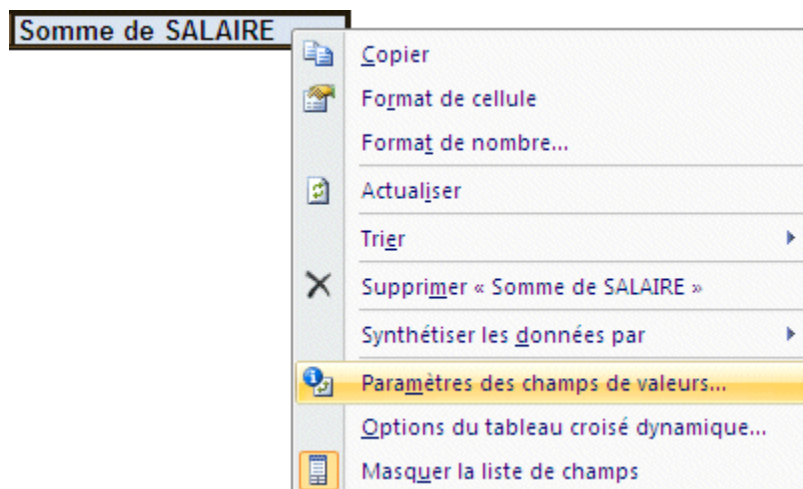 Somme de SALAIRE
Copier
Format de cellule
Format de nombre...
Actualiser
Trier
Supprimer « Somme de SALAIRE »
Synthétiser les données par
Paramètres des champs de valeurs...
Options du tableau croisé dynamique...
Masquer la liste de champs